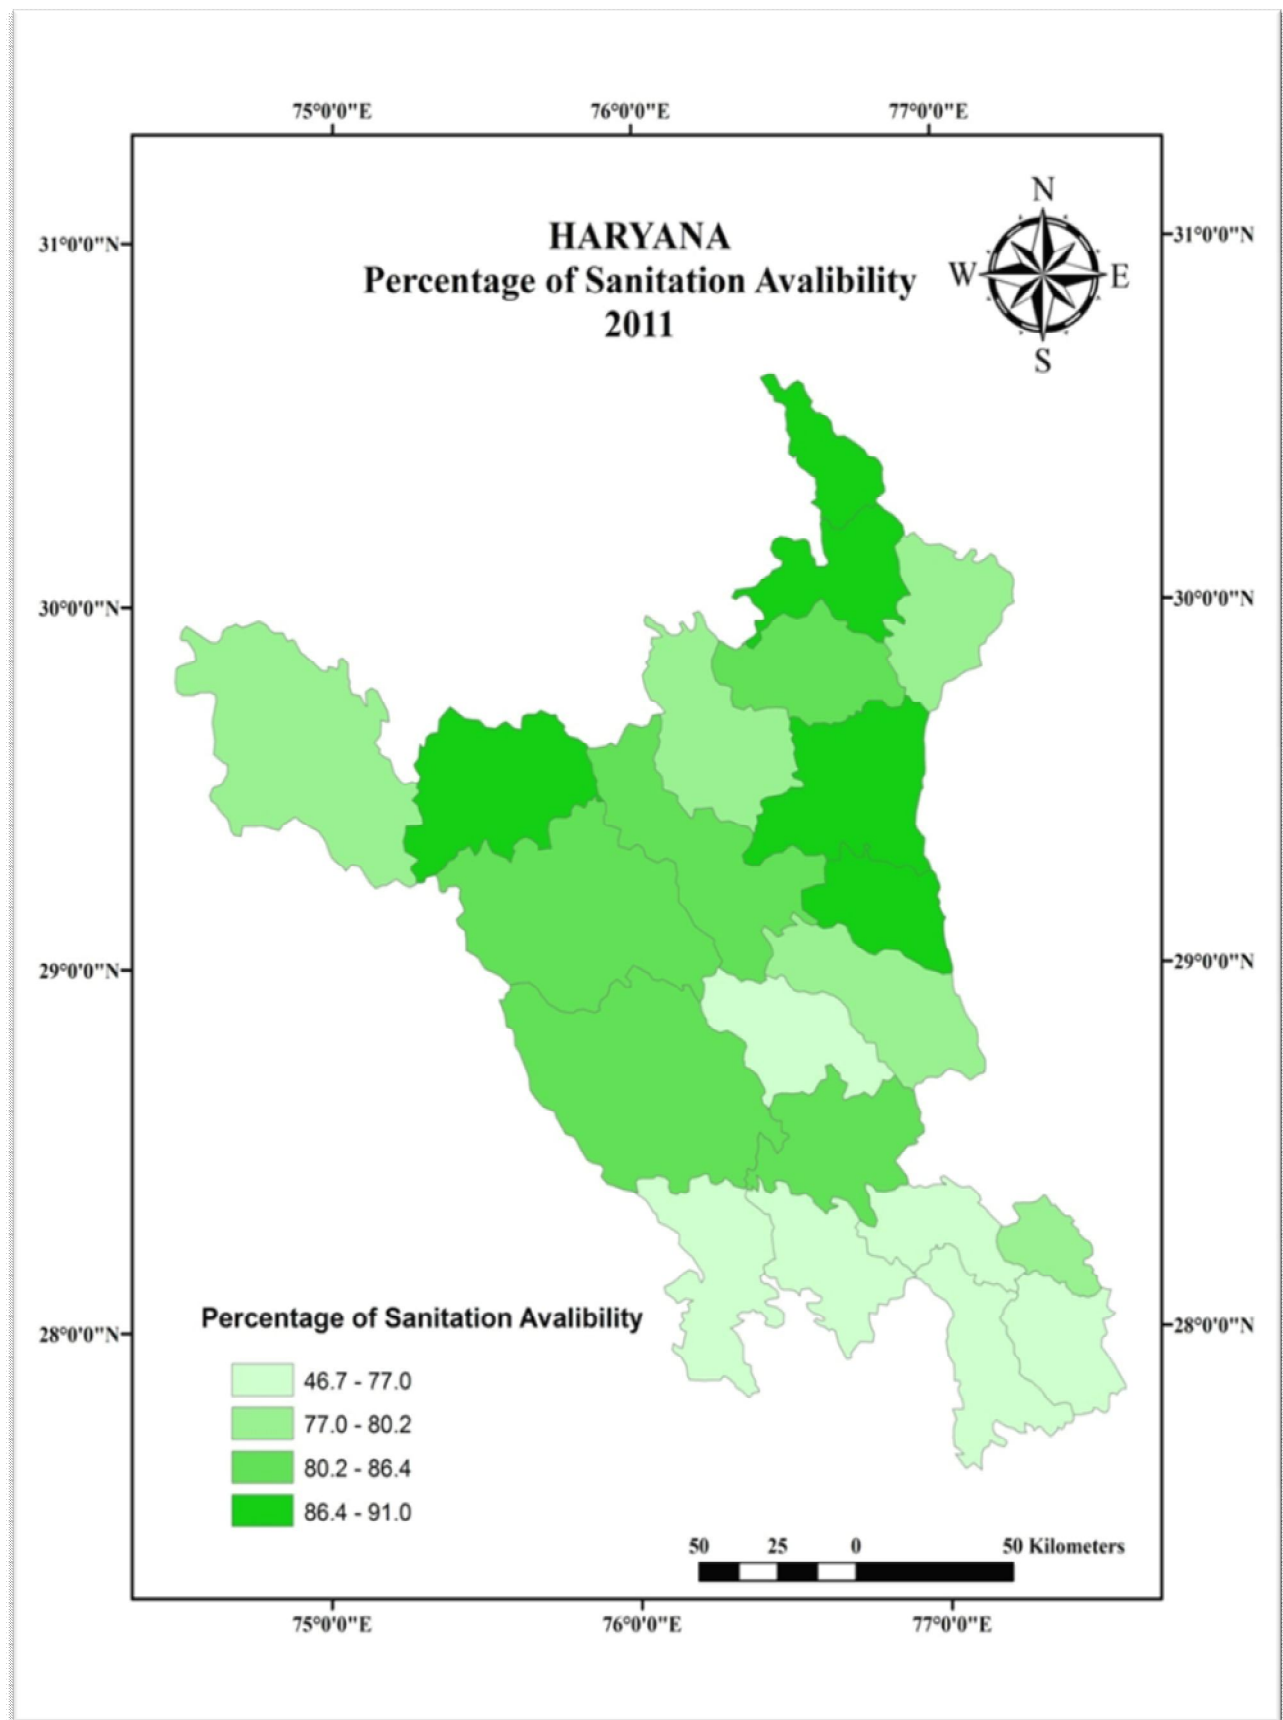 75°0'0"E 76°0'0"E 77°0'0"E
N
HARYANA
31°0'0"N 31°0'0"N
Percentage of Sanitation Avalibility
W E
2011
S
30°0'0"N 30°0'0"N
29°0'0"N 29°0'0"N
Percentage of Sanitation Avalibility
28°0'0"N 28°0'0"N
46.7 - 77.0
77.0 - 80.2
80.2 - 86.4
86.4 - 91.0
50 25 0 50 Kilometers
75°0'0"E 76°0'0"E 77°0'0"E